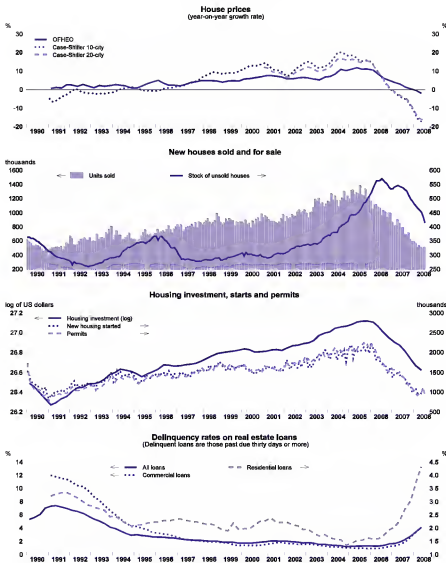 House prices
(year-on-year growth rate)
% %
OFHEO
Case-Shiller 10-city
Case-Shiller 20-city
30 30
20 20
10 10
0 0
-10 -10
-20 -20
1990 1991 1992 1993 1994 1995 1996 1997 1998 1999 2000 2001 2002 2003 2004 2005 2006 2007 2008
New houses sold and for sale
thousands thousands
← Units sold Stock of unsold houses →
1600 600
1400 550
1200 500
1000 450
800 400
600 350
400 300
200 250
1990 1991 1992 1993 1994 1995 1996 1997 1998 1999 2000 2001 2002 2003 2004 2005 2006 2007 2008
Housing investment, starts and permits
log of US dollars thousands
← Housing investment (log)
New housing started →
Permits →
27.2 3000
27.0 2500
26.8 2000
26.6 1500
26.4 1000
26.2 500
1990 1991 1992 1993 1994 1995 1996 1997 1998 1999 2000 2001 2002 2003 2004 2005 2006 2007 2008
Delinquency rates on real estate loans
(Delinquent loans are those past due thirty days or more)
% %
← All loans Residential loans →
← Commercial loans
14 4.5
12 4.0
10 3.5
8 3.0
6 2.5
4 2.0
2 1.5
0 1.0
1990 1991 1992 1993 1994 1995 1996 1997 1998 1999 2000 2001 2002 2003 2004 2005 2006 2007 2008